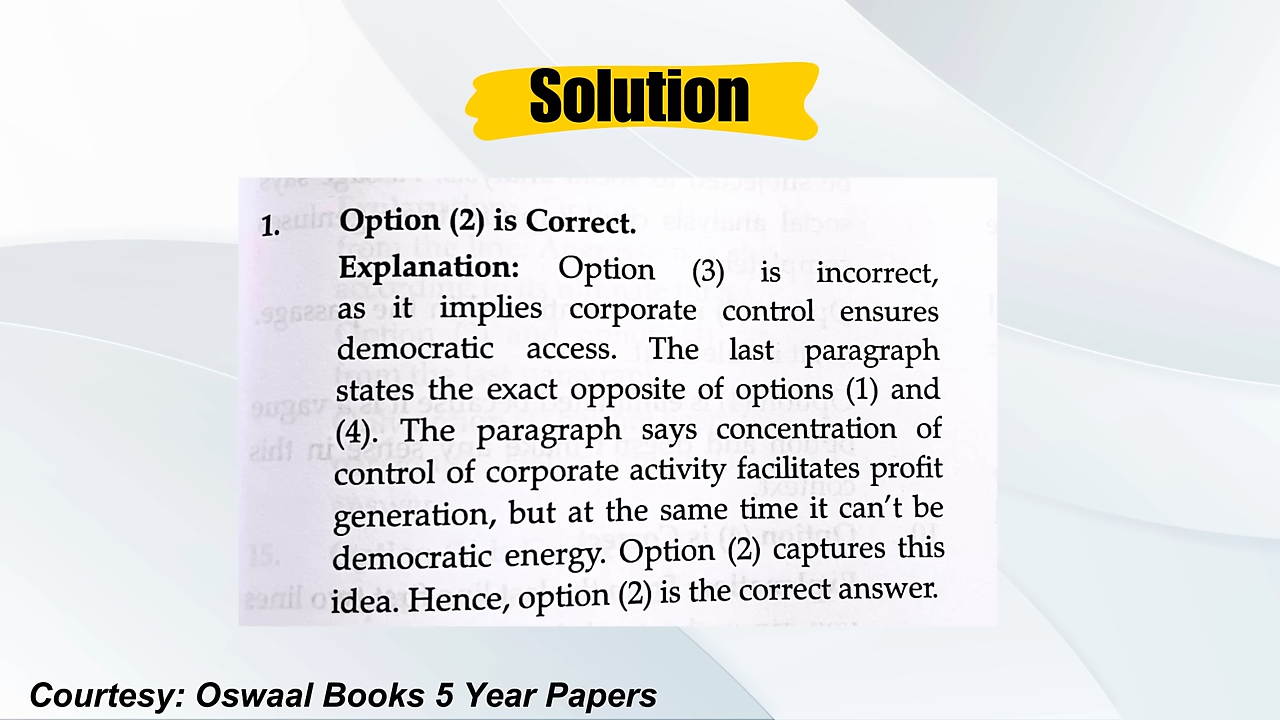 Solution
1. Option (2) is Correct.
Explanation: Option (3) is incorrect,
as it implies corporate control ensures
democratic access. The last paragraph
states the exact opposite of options (1) and
(4). The paragraph says concentration of
control of corporate activity facilitates profit
generation, but at the same time it can't be
democratic energy. Option (2) captures this
idea. Hence, option (2) is the correct answer.
Courtesy: Oswaal Books 5 Year Papers